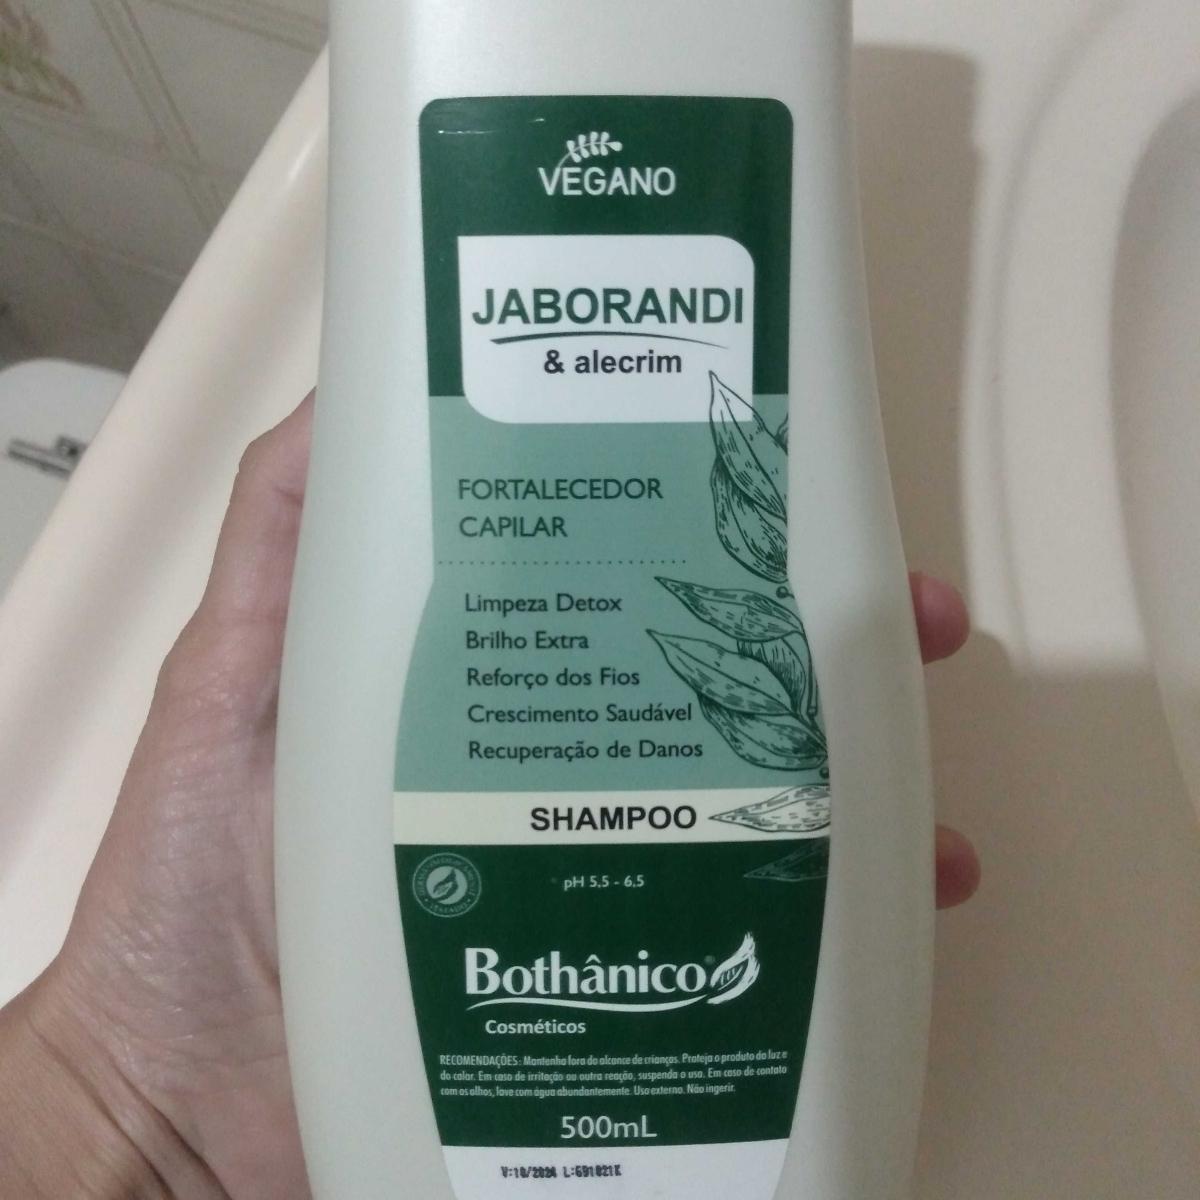 VEGANO
JABORANDI
& alecrim
FORTALECEDOR
CAPILAR
Limpeza Detox
Brilho Extra
Reforço dos Fios
Crescimento Saudável
Recuperação de Danos
SHAMPOO
pH 5,5 - 6,5
Bothânico®
Cosméticos
RECOMENDAÇÕES: Mantenha fora do alcance de crianças. Proteja o produto da luz e
do calor. Em caso de irritação ou outra reação, suspenda o uso. Em caso de contato
com os olhos, lave com água abundantemente. Uso externo. Não ingerir.
500mL
V:10/2024 L:691021K